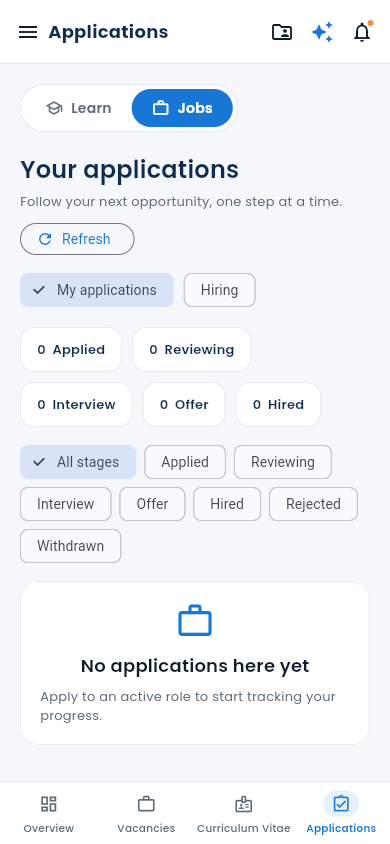 Applications
Learn
Jobs
Your applications
Follow your next opportunity, one step at a time.
Refresh
My applications
Hiring
0 Applied
0 Reviewing
0 Interview
0 Offer
0 Hired
All stages
Applied
Reviewing
Interview
Offer
Hired
Rejected
Withdrawn
No applications here yet
Apply to an active role to start tracking your
progress.
Overview
Vacancies
Curriculum Vitae
Applications